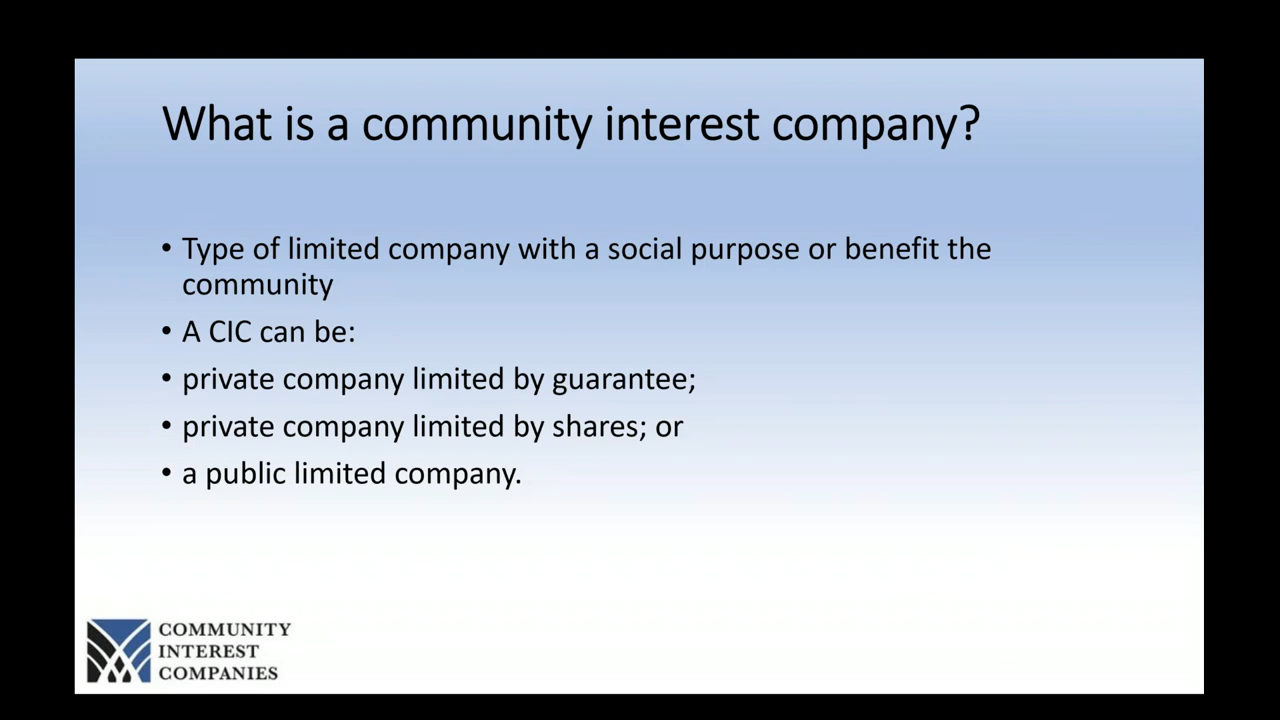 What is a community interest company?
• Type of limited company with a social purpose or benefit the
community
• A CIC can be:
• private company limited by guarantee;
• private company limited by shares; or
• a public limited company.
COMMUNITY
INTEREST
COMPANIES